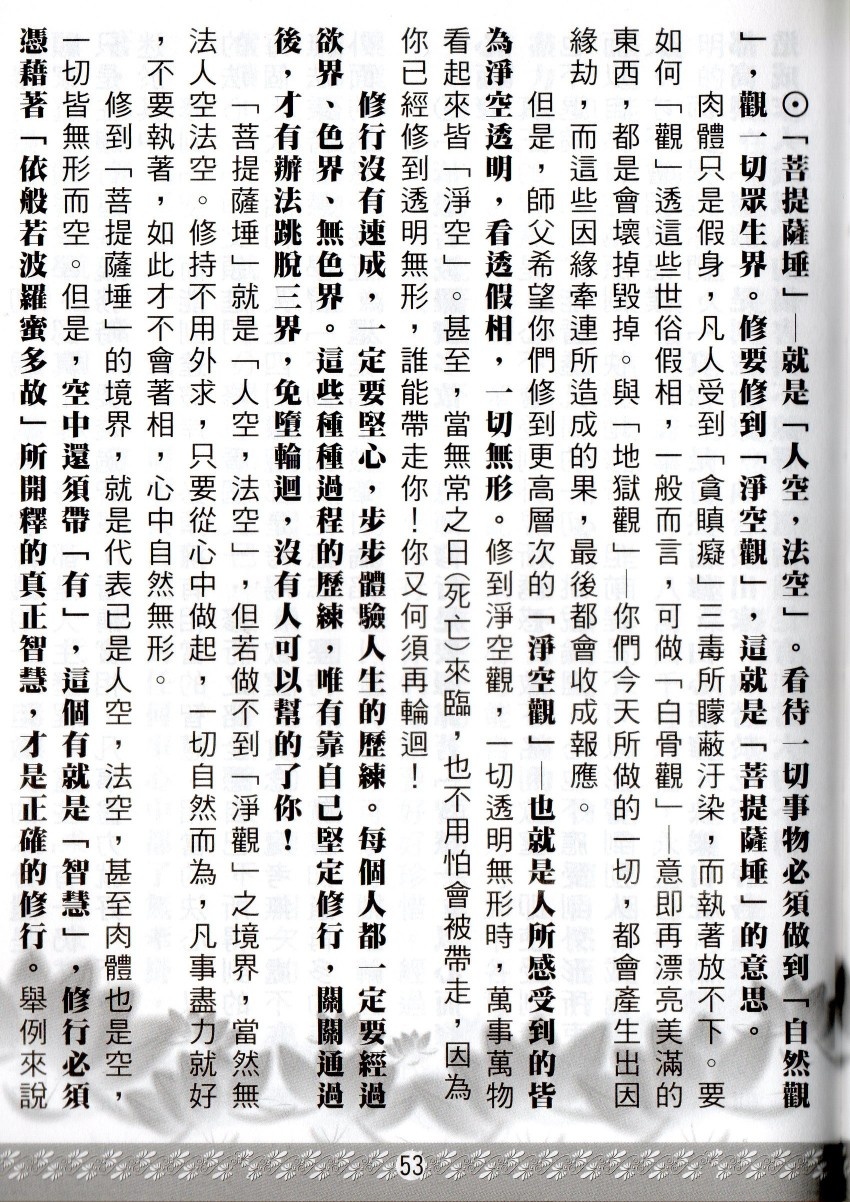 ⊙「菩提薩埵」─就是「人空，法空」。看待一切事物必須做到「自然觀
」，觀一切眾生界。修要修到「淨空觀」，這就是「菩提薩埵」的意思。
肉體只是假身，凡人受到「貪瞋癡」三毒所矇蔽汙染，而執著放不下。要
如何「觀」透這些世俗假相，一般而言，可做「白骨觀」─意即再漂亮美滿的
東西，都是會壞掉毀掉。與「地獄觀」─你們今天所做的一切，都會產生出因
緣劫，而這些因緣牽連所造成的果，最後都會收成報應。
但是，師父希望你們修到更高層次的「淨空觀」─也就是人所感受到的皆
為淨空透明，看透假相，一切無形。修到淨空觀，一切透明無形時，萬事萬物
看起來皆「淨空」。甚至，當無常之日(死亡)來臨，也不用怕會被帶走，因為
你已經修到透明無形，誰能帶走你！你又何須再輪迴！
修行沒有速成，一定要堅心，步步體驗人生的歷練。每個人都一定要經過
欲界、色界、無色界。這些種種過程的歷練，唯有靠自己堅定修行，關關通過
後，才有辦法跳脫三界，免墮輪迴，沒有人可以幫的了你！
「菩提薩埵」就是「人空，法空」，但若做不到「淨觀」之境界，當然無
法人空法空。修持不用外求，只要從心中做起，一切自然而為，凡事盡力就好
，不要執著，如此才不會著相，心中自然無形。
修到「菩提薩埵」的境界，就是代表已是人空，法空，甚至肉體也是空，
一切皆無形而空。但是，空中還須帶「有」，這個有就是「智慧」，修行必須
憑藉著「依般若波羅蜜多故」所開釋的真正智慧，才是正確的修行。舉例來說
53